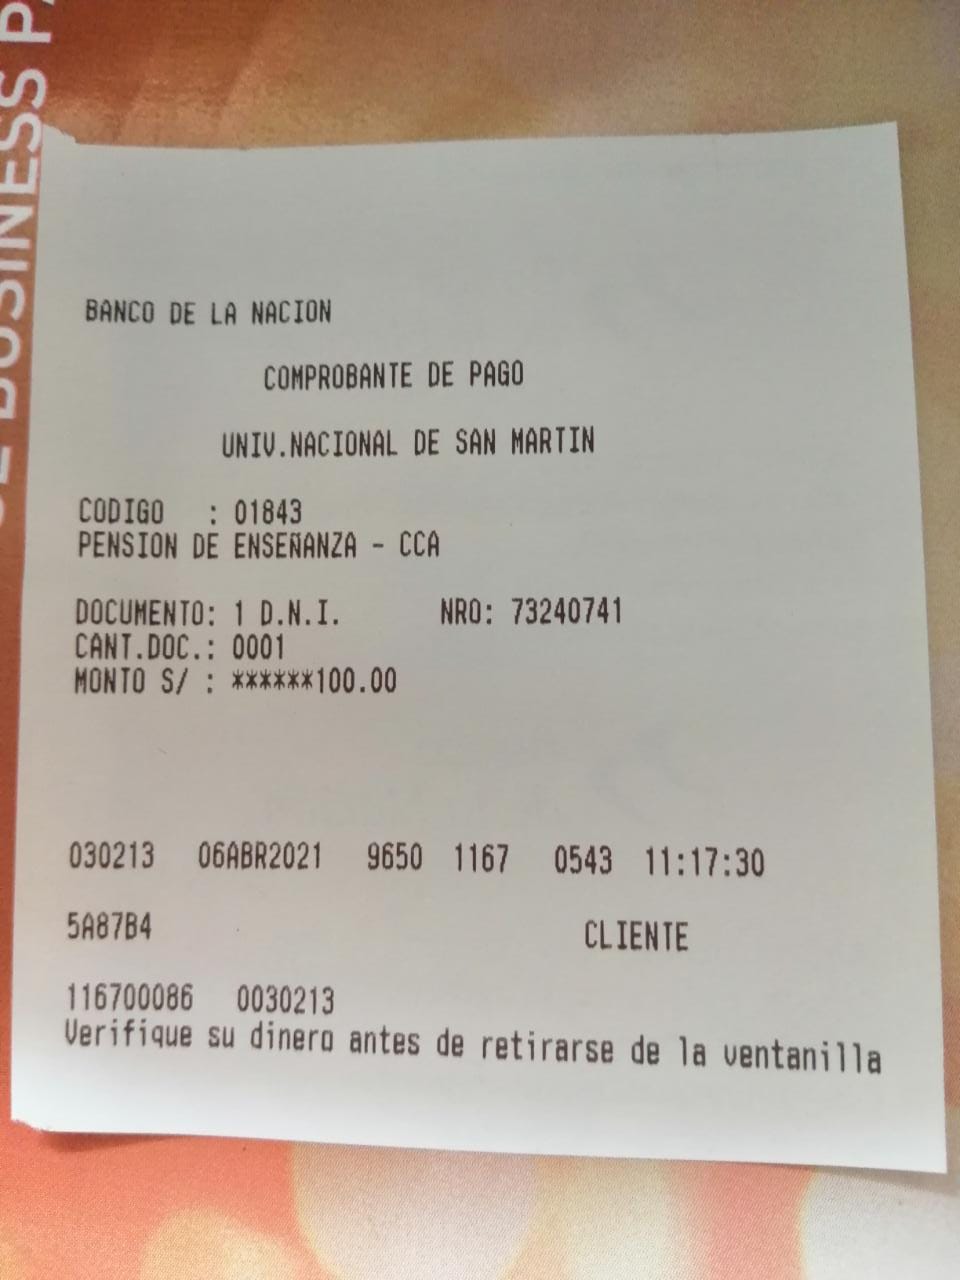 BUSINESS P
BANCO DE LA NACION
COMPROBANTE DE PAGO
UNIV.NACIONAL DE SAN MARTIN
CODIGO : 01843
PENSION DE ENSEÑANZA - CCA
DOCUMENTO: 1 D.N.I. NRO: 73240741
CANT.DOC.: 0001
MONTO S/ : ******100.00
030213 06ABR2021 9650 1167 0543 11:17:30
5A87B4 CLIENTE
116700086 0030213
Verifique su dinero antes de retirarse de la ventanilla